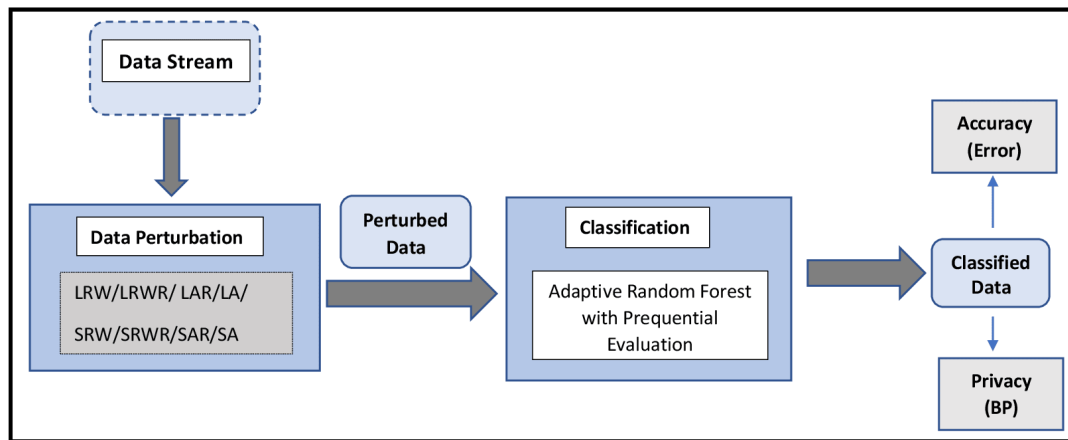 Data Stream
Data Perturbation
LRW/LRWR/ LAR/LA/
SRW/SRWR/SAR/SA
Perturbed
Data
Classification
Adaptive Random Forest
with Prequential
Evaluation
Accuracy
(Error)
Classified
Data
Privacy
(BP)